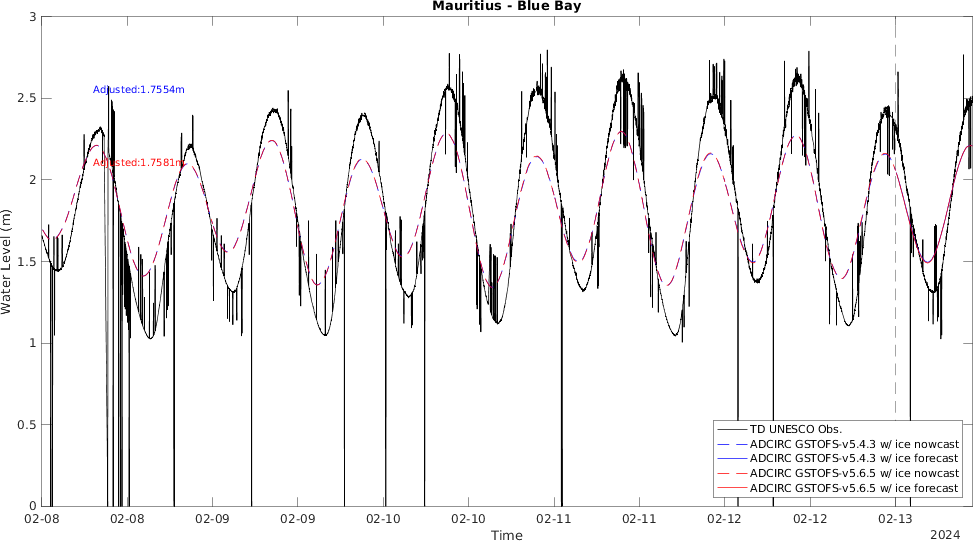 Mauritius - Blue Bay
3
Adjusted:1.7554m
2.5
Adjusted:1.7581m
2
1.5
1
0.5
0
Water Level (m)
TD UNESCO Obs.
ADCIRC GSTOFS-v5.4.3 w/ ice nowcast
ADCIRC GSTOFS-v5.4.3 w/ ice forecast
ADCIRC GSTOFS-v5.6.5 w/ ice nowcast
ADCIRC GSTOFS-v5.6.5 w/ ice forecast
02-08 02-08 02-09 02-09 02-10 02-10 02-11 02-11 02-12 02-12 02-13
Time
2024